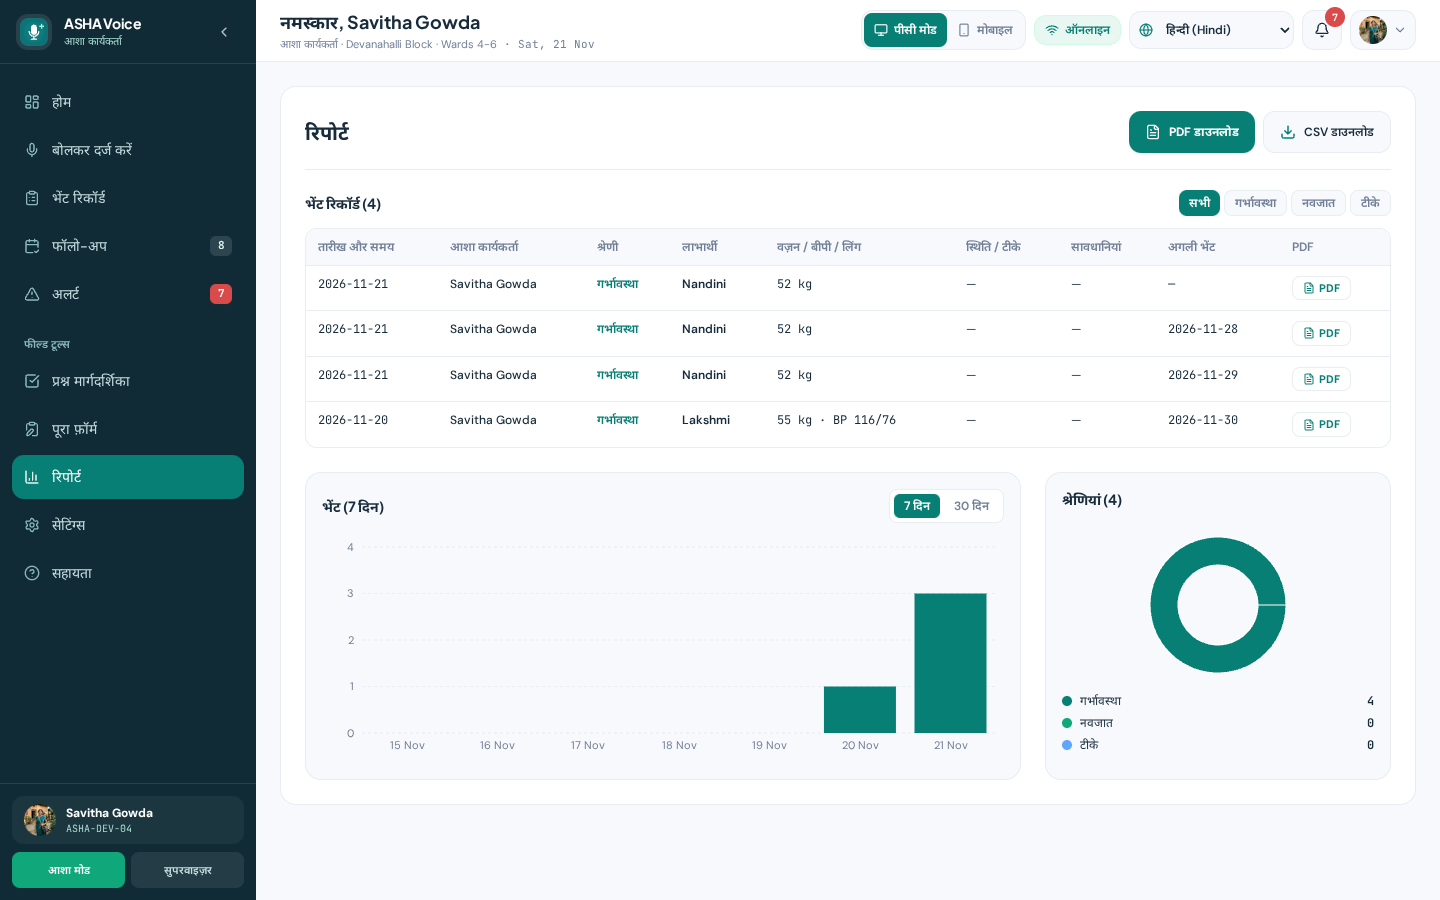 ASHA Voice
आशा कार्यकर्ता
होम
बोलकर दर्ज करें
भेंट रिकॉर्ड
फॉलो-अप 8
अलर्ट 7
फील्ड टूल्स
प्रश्न मार्गदर्शिका
पूरा फ़ॉर्म
रिपोर्ट
सेटिंग्स
सहायता
Savitha Gowda
ASHA-DEV-04
आशा मोड सुपरवाइज़र
नमस्कार, Savitha Gowda
आशा कार्यकर्ता · Devanahalli Block · Wards 4-6 · Sat, 21 Nov
पीसी मोड मोबाइल ऑनलाइन हिन्दी (Hindi) 7
रिपोर्ट
PDF डाउनलोड CSV डाउनलोड
भेंट रिकॉर्ड (4)
सभी गर्भावस्था नवजात टीके
तारीख और समय आशा कार्यकर्ता श्रेणी लाभार्थी वज़न / बीपी / लिंग स्थिति / टीके सावधानियां अगली भेंट PDF
2026-11-21 Savitha Gowda गर्भावस्था Nandini 52 kg — — — PDF
2026-11-21 Savitha Gowda गर्भावस्था Nandini 52 kg — — 2026-11-28 PDF
2026-11-21 Savitha Gowda गर्भावस्था Nandini 52 kg — — 2026-11-29 PDF
2026-11-20 Savitha Gowda गर्भावस्था Lakshmi 55 kg · BP 116/76 — — 2026-11-30 PDF
भेंट (7 दिन)
7 दिन 30 दिन
4
3
2
1
0
15 Nov 16 Nov 17 Nov 18 Nov 19 Nov 20 Nov 21 Nov
श्रेणियां (4)
गर्भावस्था 4
नवजात 0
टीके 0